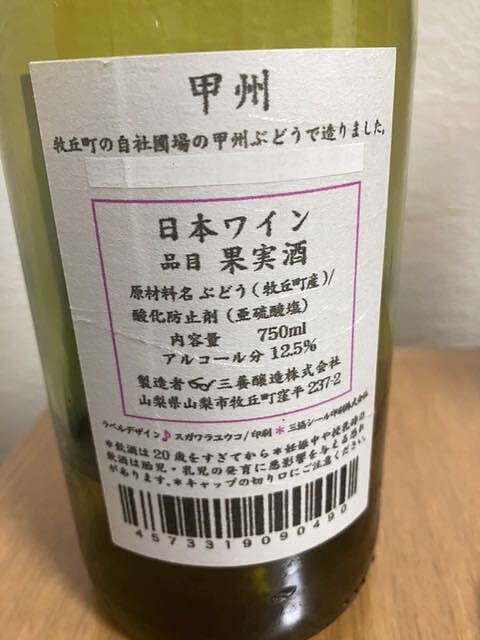 甲州
牧丘町の自社圃場の甲州ぶどうで造りました。
日本ワイン
品目 果実酒
原材料名 ぶどう(牧丘町産)/
酸化防止剤(亜硫酸塩)
内容量 750ml
アルコール分 12.5%
製造者 三養醸造株式会社
山梨県山梨市牧丘町窪平237-2
ラベルデザイン♪スガワラユウコ/印刷*三協シール印刷株式会社
*飲酒は20歳をすぎてから*妊娠中や授乳時の
飲酒は胎児・乳児の発育に悪影響を与える恐れ
があります。*キャップの切り口にご注意ください。
4573319090490